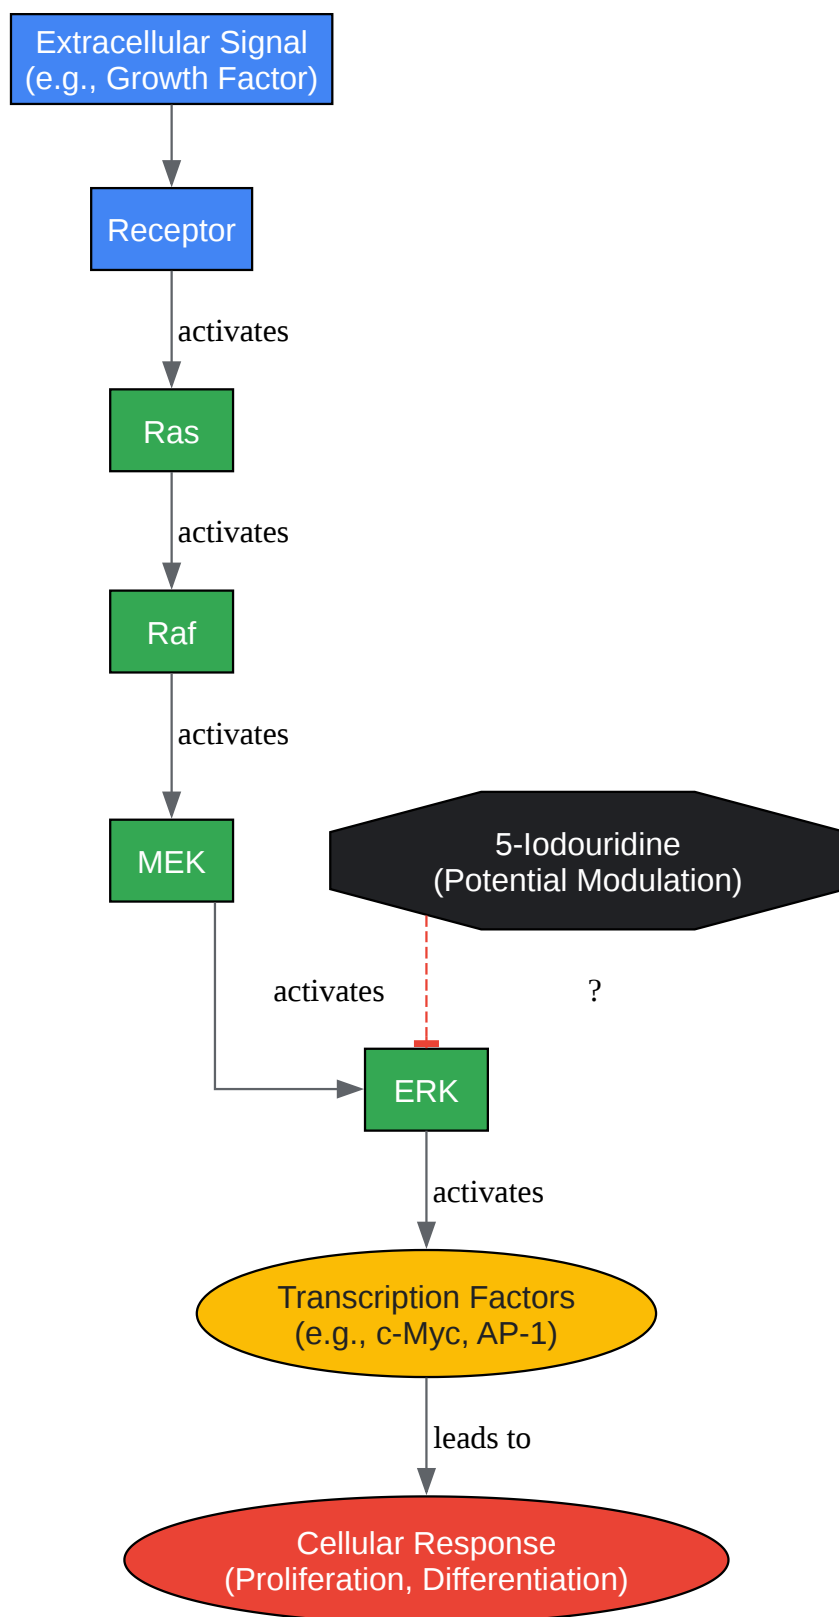 Extracellular Signal
(e.g., Growth Factor)
Receptor
activates
Ras
activates
Raf
activates
MEK
5-Iodouridine
(Potential Modulation)
activates
?
ERK
activates
Transcription Factors
(e.g., c-Myc, AP-1)
leads to
Cellular Response
(Proliferation, Differentiation)